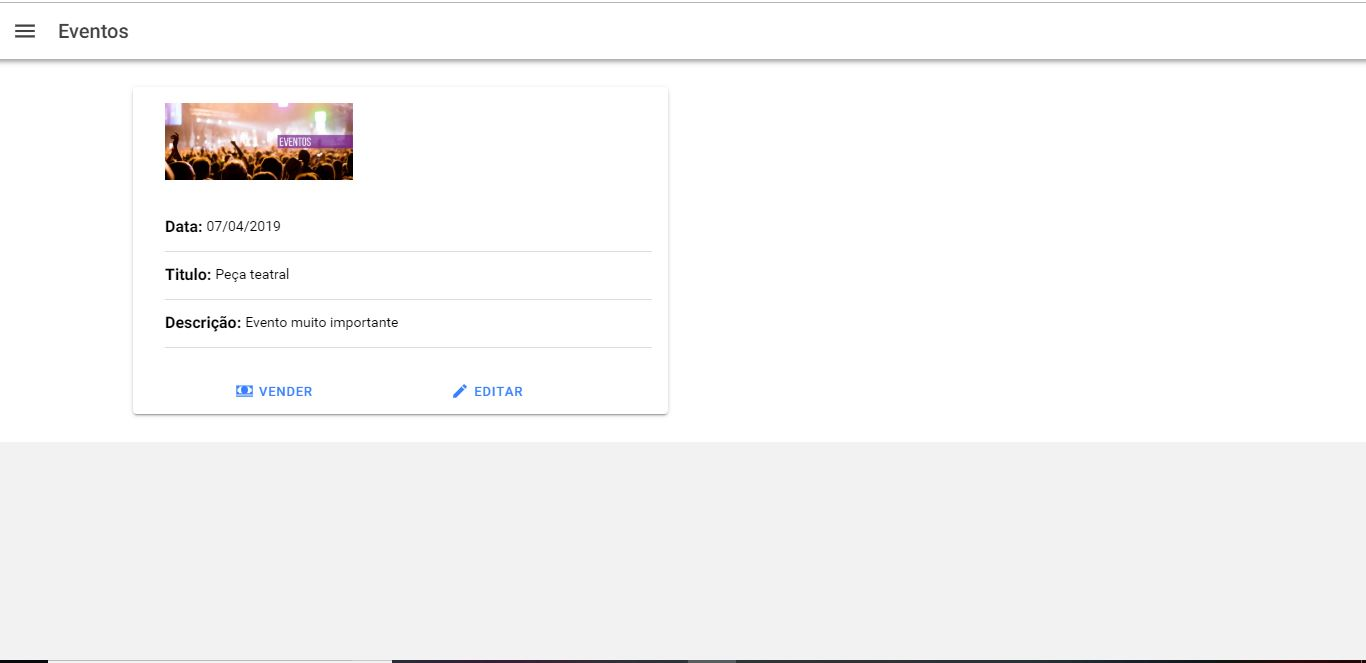 Eventos
EVENTOS
Data: 07/04/2019
Titulo: Peça teatral
Descrição: Evento muito importante
VENDER EDITAR